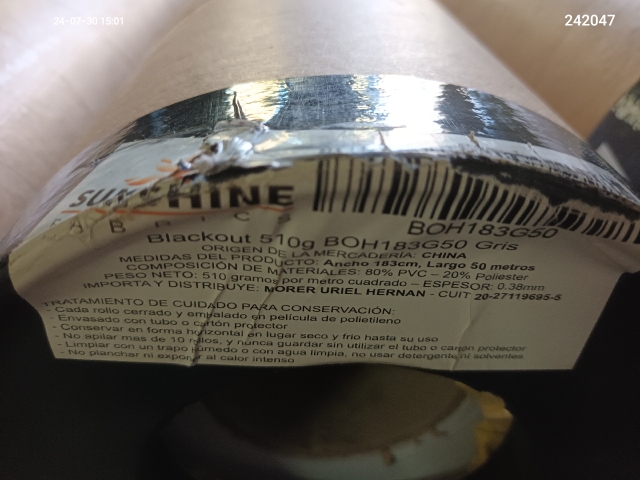 24-07-30 15:01
242047
SUNSHINE
FABRICS
BOH183G50
Blackout 510g BOH183G50 Gris
ORIGEN DE LA MERCADERÍA: CHINA
MEDIDAS DEL PRODUCTO: Ancho 183cm, Largo 50 metros
COMPOSICIÓN DE MATERIALES: 80% PVC – 20% Poliester
PESO NETO: 510 gramos por metro cuadrado – ESPESOR: 0.38mm
IMPORTA Y DISTRIBUYE: MORER URIEL HERNAN - CUIT 20-27119695-5
TRATAMIENTO DE CUIDADO PARA CONSERVACIÓN:
- Cada rollo cerrado y embalado en película de polietileno
- Envasado con tubo o cartón protector
- Conservar en forma horizontal en lugar seco y frio hasta su uso
- No apilar mas de 10 rollos, y nunca guardar sin utilizar el tubo o cartón protector
- Limpiar con un trapo húmedo o con agua limpia, no usar detergente ni solventes
- No planchar ni exponer al calor intenso